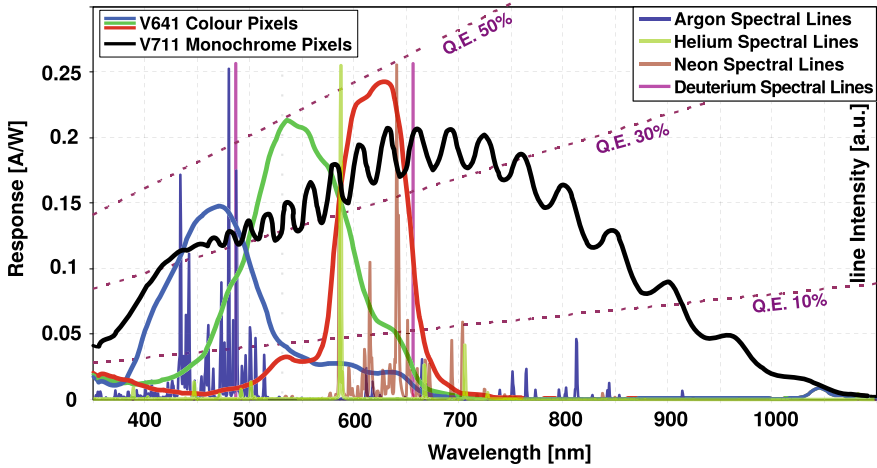 V641 Colour Pixels
V711 Monochrome Pixels
Argon Spectral Lines
Helium Spectral Lines
Neon Spectral Lines
Deuterium Spectral Lines
Q.E. 50%
Q.E. 30%
Q.E. 10%
Response [A/W]
0.25
0.2
0.15
0.1
0.05
0
line Intensity [a.u.]
400 500 600 700 800 900 1000
Wavelength [nm]